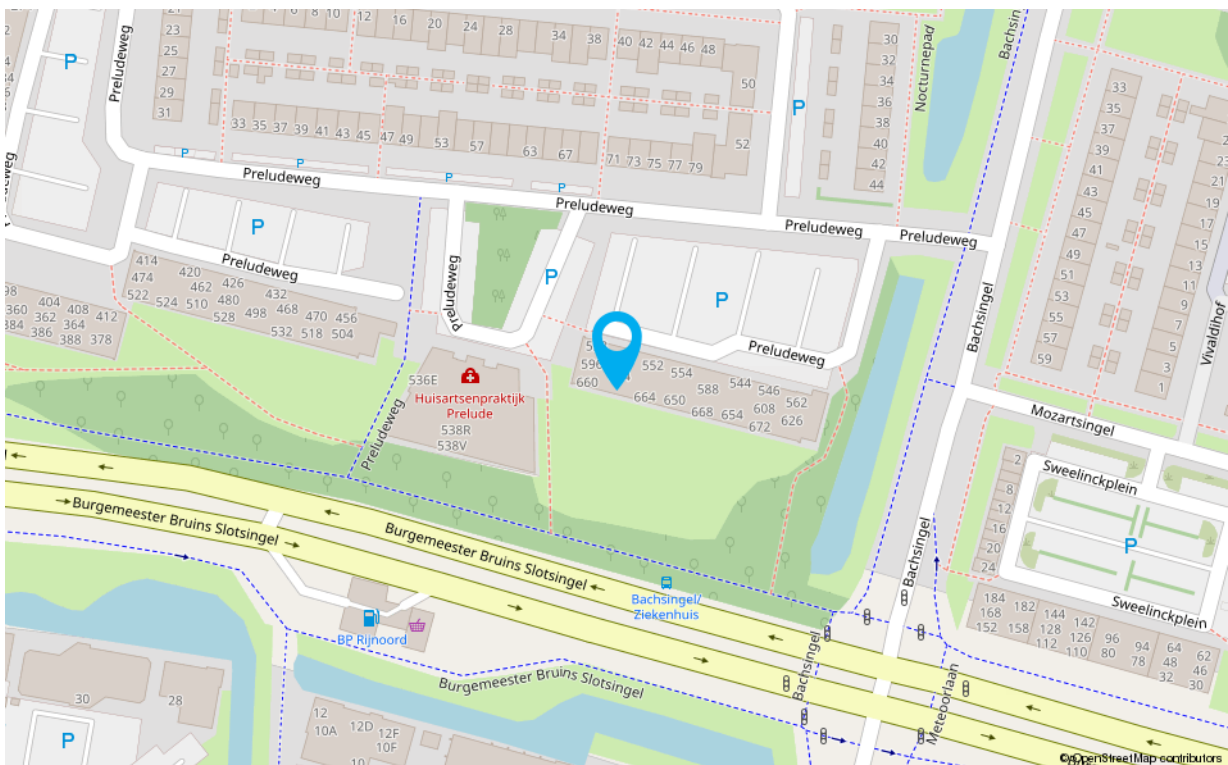 Preludeweg
21
23
25
27
29
31
6
8
10
12
16
20
24
28
34
38
40 42 44 46 48
50
52
33 35 37 39 41 43 45
47 49
53
57
63
67
71 73 75 77 79
P
P
P
P
P
P
Preludeweg
Preludeweg
Preludeweg
Preludeweg
30
32
34
36
38
40
42
44
Nocturnepad
Bachsingel
33
35
37
39
41
43
45
47
49
51
53
55
57
59
17
15
13
11
9
7
5
3
1
Vivaldihof
P
Preludeweg
414
474
522
420
462
524 510
426
480
528
432
498 468
470
456
532 518 504
98
360
384
404
362
386
408
364
388
412
378
Preludeweg
P
P
Preludeweg
596
660
552
554
664 650
588
668 654
544
546
608
672
562
626
536E
Huisartsenpraktijk
Prelude
538R
538V
Preludeweg
Bachsingel
Mozartsingel
Sweelinckplein
P
Sweelinckplein
2
8
12
16
20
24
184
168
152
182
158
144
128
112
142
126
110
96
80
94
78
64
48
32
62
46
30
Burgemeester Bruins Slotsingel
Burgemeester Bruins Slotsingel
Bachsingel/
Ziekenhuis
Bachsingel
Bachsingel
Meteoorlaan
BP Rijnoord
Burgemeester Bruins Slotsingel
30
28
P
12
10A
12D
12F
10F
10
© OpenStreetMap contributors